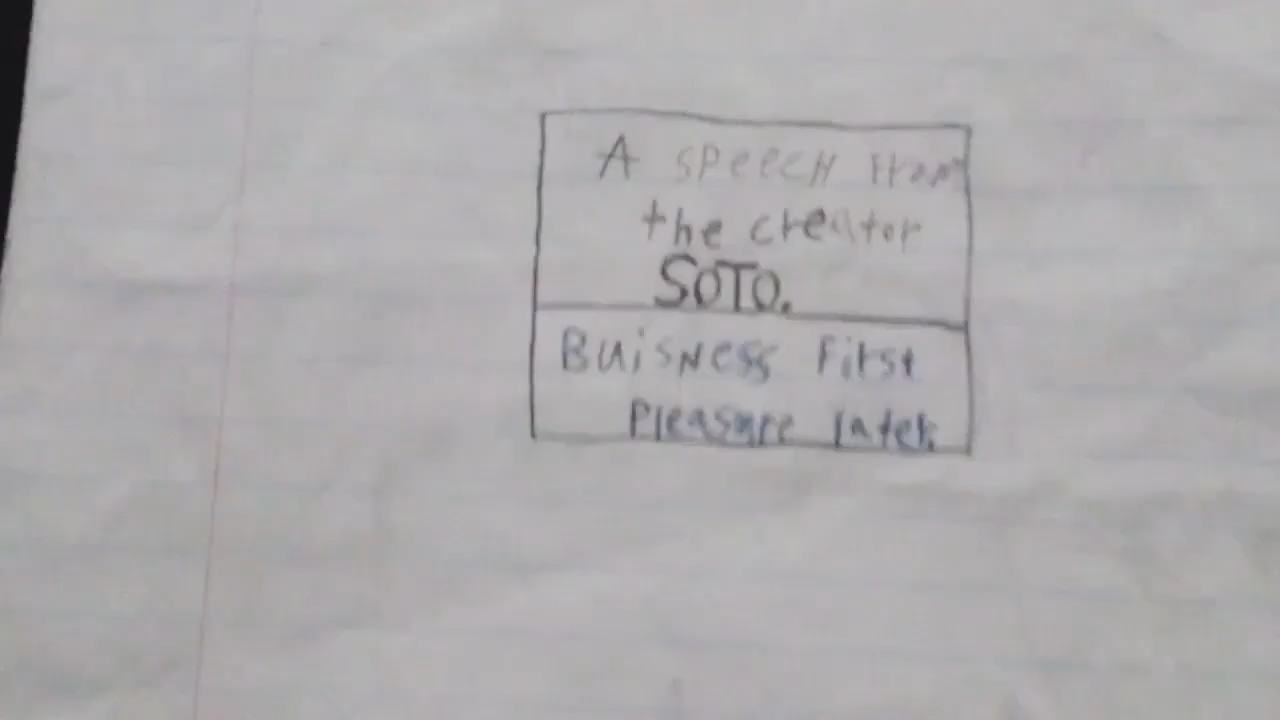 A speecH From
the creator
SOTO.
BuisNess First
Pleasure later.